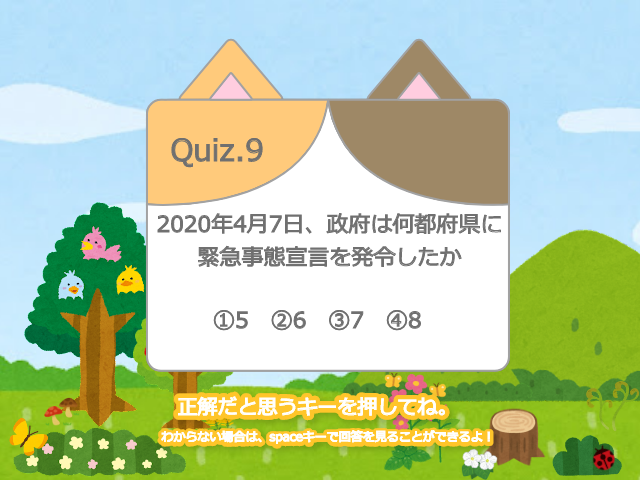 Quiz.9
2020年4月7日、政府は何都府県に
緊急事態宣言を発令したか
①5 ②6 ③7 ④8
正解だと思うキーを押してね。
わからない場合は、spaceキーで回答を見ることができるよ！